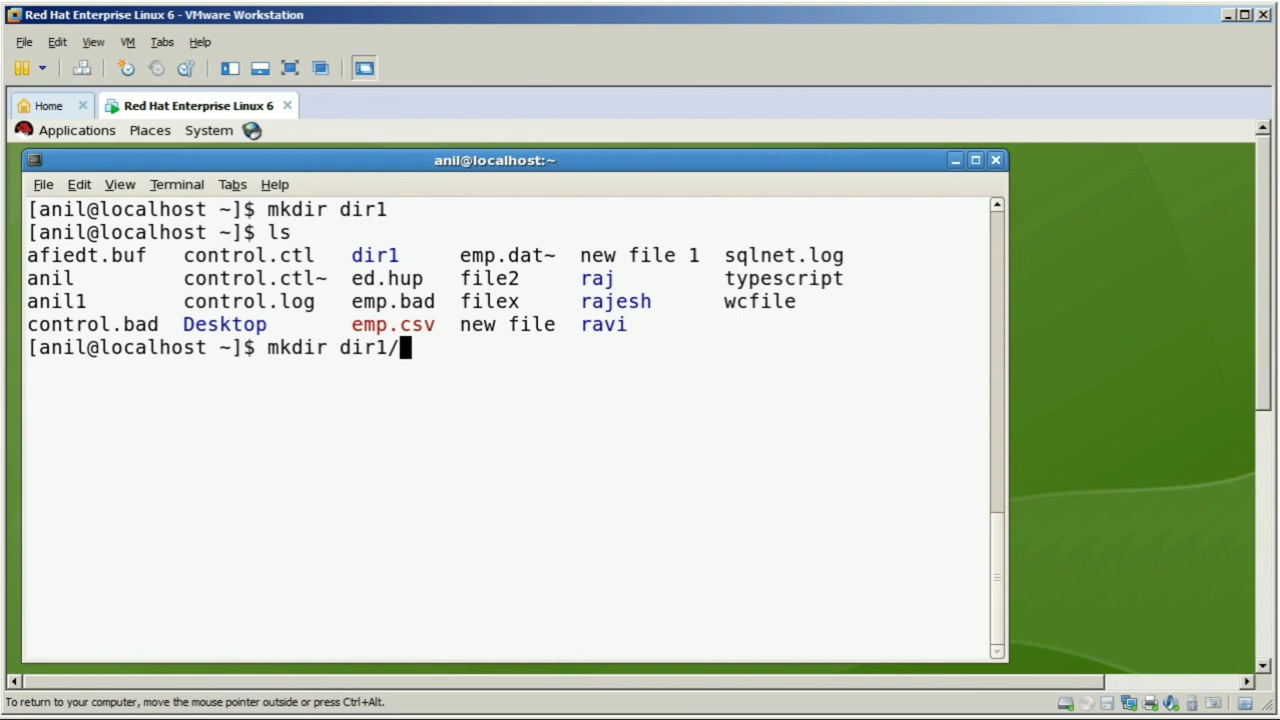 Red Hat Enterprise Linux 6 - VMware Workstation
File Edit View VM Tabs Help
Home Red Hat Enterprise Linux 6
Applications Places System
anil@localhost:~
File Edit View Terminal Tabs Help
[anil@localhost ~]$ mkdir dir1
[anil@localhost ~]$ ls
afiedt.buf control.ctl dir1 emp.dat~ new file 1 sqlnet.log
anil control.ctl~ ed.hup file2 raj typescript
anil1 control.log emp.bad filex rajesh wcfile
control.bad Desktop emp.csv new file ravi
[anil@localhost ~]$ mkdir dir1/
To return to your computer, move the mouse pointer outside or press Ctrl+Alt.